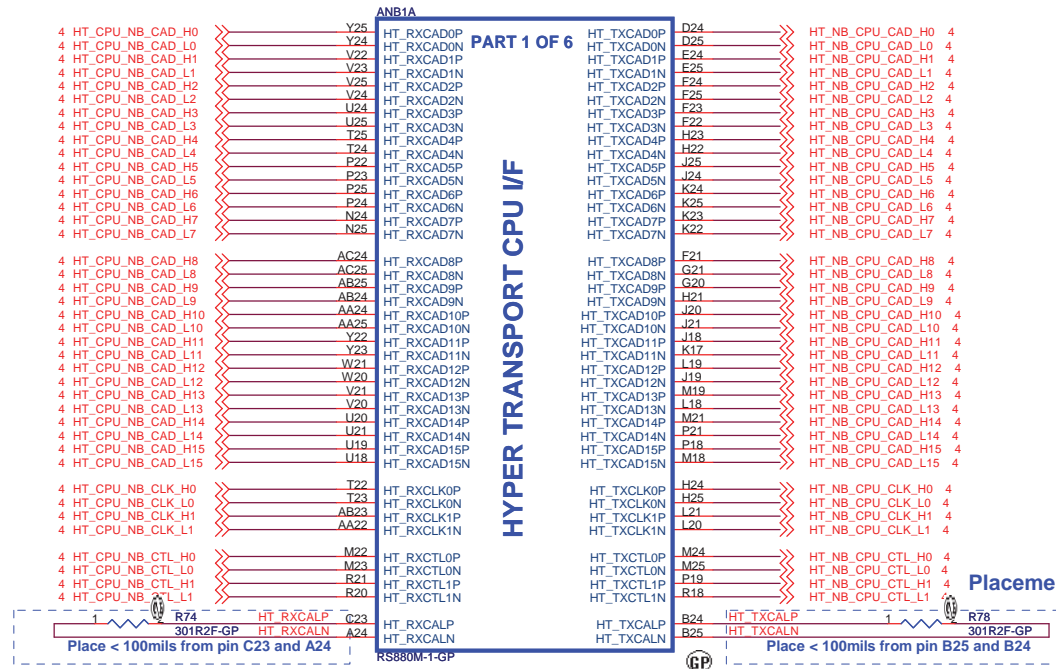 ANB1A
4 HT_CPU_NB_CAD_H0 Y25 HT_RXCAD0P PART 1 OF 6 HT_TXCAD0P D24 HT_NB_CPU_CAD_H0 4
4 HT_CPU_NB_CAD_L0 Y24 HT_RXCAD0N HT_TXCAD0N D25 HT_NB_CPU_CAD_L0 4
4 HT_CPU_NB_CAD_H1 V22 HT_RXCAD1P HT_TXCAD1P E24 HT_NB_CPU_CAD_H1 4
4 HT_CPU_NB_CAD_L1 V23 HT_RXCAD1N HT_TXCAD1N E25 HT_NB_CPU_CAD_L1 4
4 HT_CPU_NB_CAD_H2 V25 HT_RXCAD2P HT_TXCAD2P F24 HT_NB_CPU_CAD_H2 4
4 HT_CPU_NB_CAD_L2 V24 HT_RXCAD2N HT_TXCAD2N F25 HT_NB_CPU_CAD_L2 4
4 HT_CPU_NB_CAD_H3 U24 HT_RXCAD3P HT_TXCAD3P F23 HT_NB_CPU_CAD_H3 4
4 HT_CPU_NB_CAD_L3 U25 HT_RXCAD3N HT_TXCAD3N F22 HT_NB_CPU_CAD_L3 4
4 HT_CPU_NB_CAD_H4 T25 HT_RXCAD4P HT_TXCAD4P H23 HT_NB_CPU_CAD_H4 4
4 HT_CPU_NB_CAD_L4 T24 HT_RXCAD4N HT_TXCAD4N H22 HT_NB_CPU_CAD_L4 4
4 HT_CPU_NB_CAD_H5 P22 HT_RXCAD5P HT_TXCAD5P J25 HT_NB_CPU_CAD_H5 4
4 HT_CPU_NB_CAD_L5 P23 HT_RXCAD5N HT_TXCAD5N J24 HT_NB_CPU_CAD_L5 4
4 HT_CPU_NB_CAD_H6 P25 HT_RXCAD6P HT_TXCAD6P K24 HT_NB_CPU_CAD_H6 4
4 HT_CPU_NB_CAD_L6 P24 HT_RXCAD6N HT_TXCAD6N K25 HT_NB_CPU_CAD_L6 4
4 HT_CPU_NB_CAD_H7 N24 HT_RXCAD7P HT_TXCAD7P K23 HT_NB_CPU_CAD_H7 4
4 HT_CPU_NB_CAD_L7 N25 HT_RXCAD7N HT_TXCAD7N K22 HT_NB_CPU_CAD_L7 4
HYPER TRANSPORT CPU I/F
4 HT_CPU_NB_CAD_H8 AC24 HT_RXCAD8P HT_TXCAD8P F21 HT_NB_CPU_CAD_H8 4
4 HT_CPU_NB_CAD_L8 AC25 HT_RXCAD8N HT_TXCAD8N G21 HT_NB_CPU_CAD_L8 4
4 HT_CPU_NB_CAD_H9 AB25 HT_RXCAD9P HT_TXCAD9P G20 HT_NB_CPU_CAD_H9 4
4 HT_CPU_NB_CAD_L9 AB24 HT_RXCAD9N HT_TXCAD9N H21 HT_NB_CPU_CAD_L9 4
4 HT_CPU_NB_CAD_H10 AA24 HT_RXCAD10P HT_TXCAD10P J20 HT_NB_CPU_CAD_H10 4
4 HT_CPU_NB_CAD_L10 AA25 HT_RXCAD10N HT_TXCAD10N J21 HT_NB_CPU_CAD_L10 4
4 HT_CPU_NB_CAD_H11 Y22 HT_RXCAD11P HT_TXCAD11P J18 HT_NB_CPU_CAD_H11 4
4 HT_CPU_NB_CAD_L11 Y23 HT_RXCAD11N HT_TXCAD11N K17 HT_NB_CPU_CAD_L11 4
4 HT_CPU_NB_CAD_H12 W21 HT_RXCAD12P HT_TXCAD12P L19 HT_NB_CPU_CAD_H12 4
4 HT_CPU_NB_CAD_L12 W20 HT_RXCAD12N HT_TXCAD12N J19 HT_NB_CPU_CAD_L12 4
4 HT_CPU_NB_CAD_H13 V21 HT_RXCAD13P HT_TXCAD13P M19 HT_NB_CPU_CAD_H13 4
4 HT_CPU_NB_CAD_L13 V20 HT_RXCAD13N HT_TXCAD13N L18 HT_NB_CPU_CAD_L13 4
4 HT_CPU_NB_CAD_H14 U20 HT_RXCAD14P HT_TXCAD14P M21 HT_NB_CPU_CAD_H14 4
4 HT_CPU_NB_CAD_L14 U21 HT_RXCAD14N HT_TXCAD14N P21 HT_NB_CPU_CAD_L14 4
4 HT_CPU_NB_CAD_H15 U19 HT_RXCAD15P HT_TXCAD15P P18 HT_NB_CPU_CAD_H15 4
4 HT_CPU_NB_CAD_L15 U18 HT_RXCAD15N HT_TXCAD15N M18 HT_NB_CPU_CAD_L15 4
4 HT_CPU_NB_CLK_H0 T22 HT_RXCLK0P HT_TXCLK0P H24 HT_NB_CPU_CLK_H0 4
4 HT_CPU_NB_CLK_L0 T23 HT_RXCLK0N HT_TXCLK0N H25 HT_NB_CPU_CLK_L0 4
4 HT_CPU_NB_CLK_H1 AB23 HT_RXCLK1P HT_TXCLK1P L21 HT_NB_CPU_CLK_H1 4
4 HT_CPU_NB_CLK_L1 AA22 HT_RXCLK1N HT_TXCLK1N L20 HT_NB_CPU_CLK_L1 4
4 HT_CPU_NB_CTL_H0 M22 HT_RXCTL0P HT_TXCTL0P M24 HT_NB_CPU_CTL_H0 4
4 HT_CPU_NB_CTL_L0 M23 HT_RXCTL0N HT_TXCTL0N M25 HT_NB_CPU_CTL_L0 4
4 HT_CPU_NB_CTL_H1 R21 HT_RXCTL1P HT_TXCTL1P P19 HT_NB_CPU_CTL_H1 4 Placeme
4 HT_CPU_NB_CTL_L1 R20 HT_RXCTL1N HT_TXCTL1N R18 HT_NB_CPU_CTL_L1
1 R74 HT_RXCALP C23 HT_RXCALP HT_TXCALP B24 HT_TXCALP 1 R78
301R2F-GP HT_RXCALN A24 HT_RXCALN HT_TXCALN B25 HT_TXCALN 301R2F-GP
Place < 100mils from pin C23 and A24 Place < 100mils from pin B25 and B24
RS880M-1-GP GP